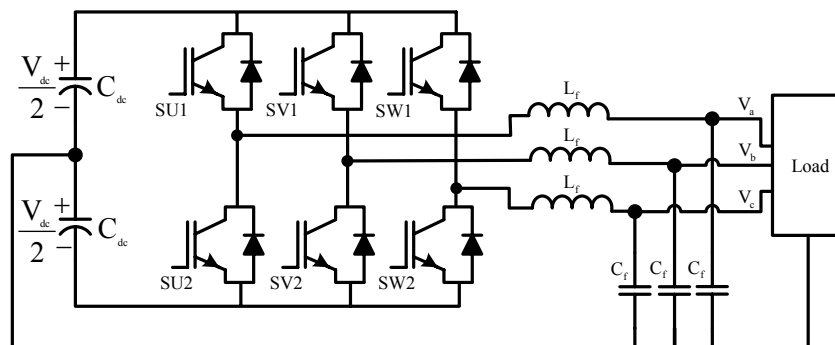 V_dc + / 2 −
C_dc
V_dc + / 2 −
C_dc
SU1
SV1
SW1
SU2
SV2
SW2
L_f
L_f
L_f
V_a
V_b
V_c
Load
C_f
C_f
C_f